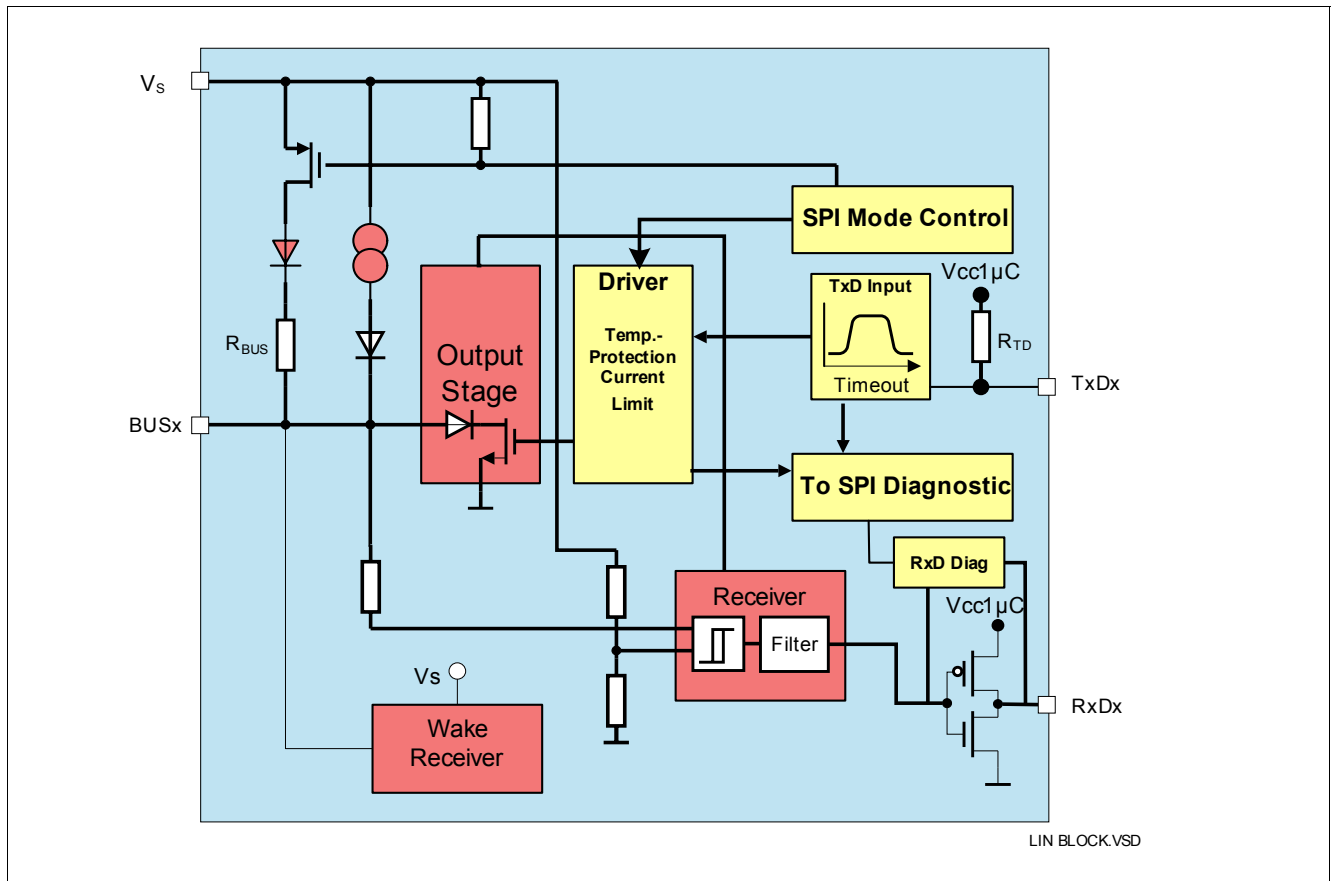 VS
SPI Mode Control
Vcc1µC
Driver
TxD Input
Temp.-
Protection
Current
Limit
RTD
RBUS
Output
Stage
Timeout
TxDx
BUSx
To SPI Diagnostic
RxD Diag
Receiver
Vcc1µC
Filter
Vs
RxDx
Wake
Receiver
LIN BLOCK.VSD